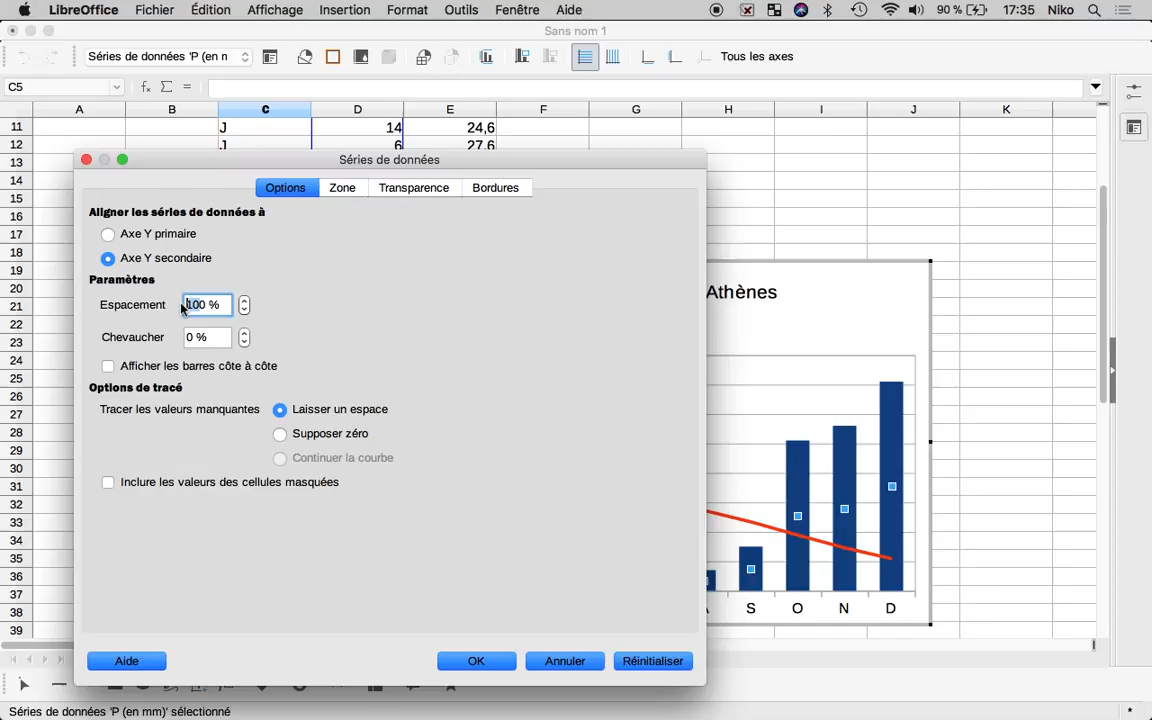 LibreOffice Fichier Édition Affichage Insertion Format Outils Fenêtre Aide 90 % 17:35 Niko
Sans nom 1
Séries de données 'P (en n Tous les axes
C5
A B C D E F G H I J K
11 J 14 24,6
12 J 6 27,6
13
14
15
16
17
18
19
20
21
22
23
24
25
26
27
28
29
30
31
32
33
34
35
36
37
38
39
Séries de données
Options Zone Transparence Bordures
Aligner les séries de données à
Axe Y primaire
Axe Y secondaire
Paramètres
Espacement 100 %
Chevaucher 0 %
Afficher les barres côte à côte
Options de tracé
Tracer les valeurs manquantes Laisser un espace
Supposer zéro
Continuer la courbe
Inclure les valeurs des cellules masquées
Aide OK Annuler Réinitialiser
Athènes
S O N D
Séries de données 'P (en mm)' sélectionné